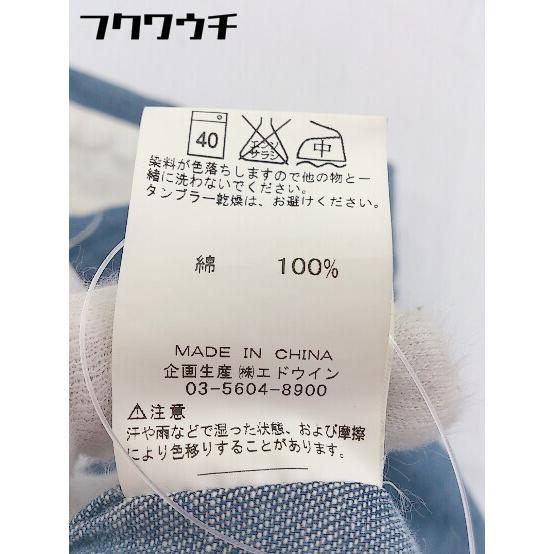 フクワウチ
40
エンソ
サラシ
中
染料が色落ちしますので他の物と一
緒に洗わないでください。
タンブラー乾燥は、お避けください。
綿 100%
MADE IN CHINA
企画生産 ㈱エドウイン
03-5604-8900
⚠注意
汗や雨などで湿った状態、および摩擦
により色移りすることがあります。